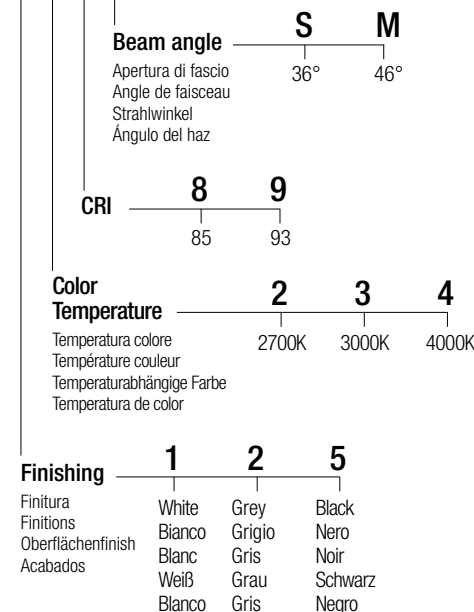 S M
Beam angle
Apertura di fascio 36° 46°
Angle de faisceau
Strahlwinkel
Ángulo del haz
8 9
CRI
85 93
Color
Temperature 2 3 4
Temperatura colore 2700K 3000K 4000K
Température couleur
Temperaturabhängige Farbe
Temperatura de color
1 2 5
Finishing
Finitura White Grey Black
Finitions Bianco Grigio Nero
Oberflächenfinish Blanc Gris Noir
Acabados Weiß Grau Schwarz
Blanco Gris Negro